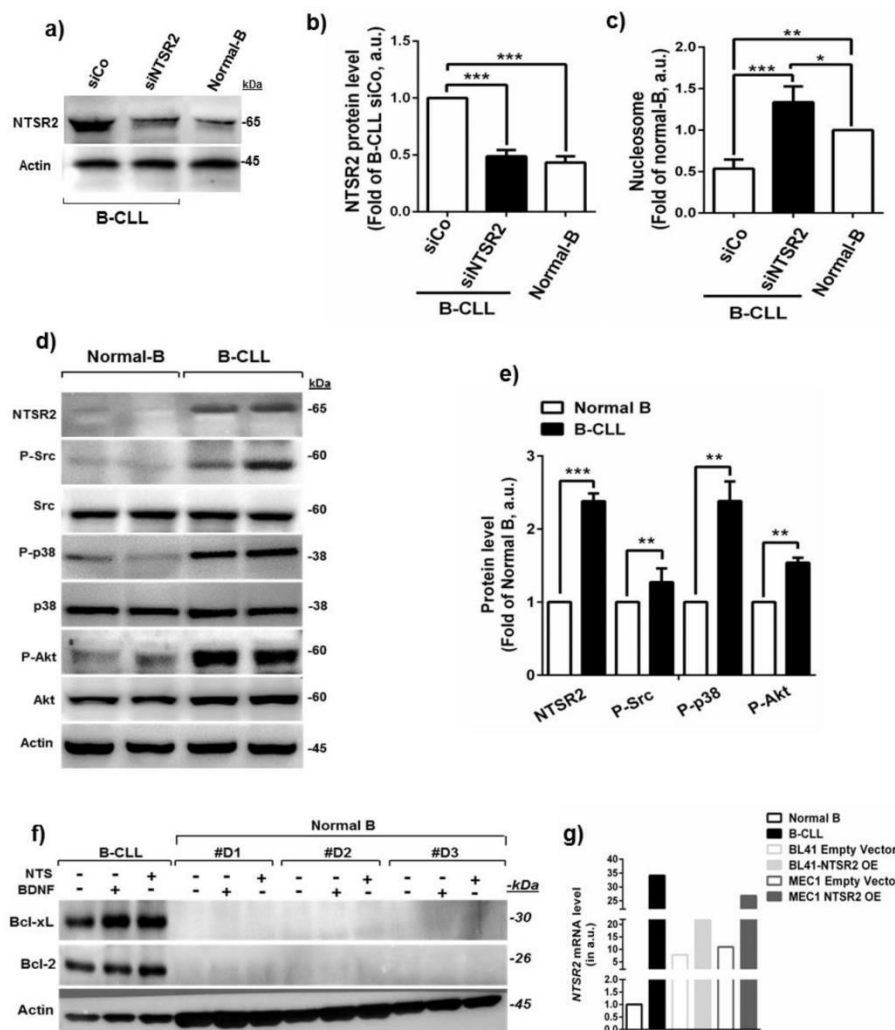 a)
siCo
siNTSR2
Normal-B
kDa
NTSR2
-65
Actin
-45
B-CLL
b)
NTSR2 protein level
(Fold of B-CLL siCo, a.u.)
1.5
1.0
0.5
0.0
***
***
siCo
siNTSR2
Normal-B
B-CLL
c)
Nucleosome
(Fold of normal-B, a.u.)
2.0
1.5
1.0
0.5
0.0
**
***
*
siCo
siNTSR2
Normal-B
B-CLL
d)
Normal-B
B-CLL
kDa
NTSR2
-65
P-Src
-60
Src
-60
P-p38
-38
p38
-38
P-Akt
-60
Akt
-60
Actin
-45
e)
Normal B
B-CLL
Protein level
(Fold of Normal B, a.u.)
3
2
1
0
***
**
**
**
NTSR2
P-Src
P-p38
P-Akt
f)
Normal B
B-CLL
#D1
#D2
#D3
- - + - - + - - + - - + NTS
- + - - + - - + - - + - BDNF
-kDa
Bcl-xL
-30
Bcl-2
-26
Actin
-45
g)
Normal B
B-CLL
BL41 Empty Vector
BL41-NTSR2 OE
MEC1 Empty Vector
MEC1 NTSR2 OE
NTSR2 mRNA level
(in a.u.)
40
35
30
25
20
15
10
5
1.5
1.0
0.5
0.0